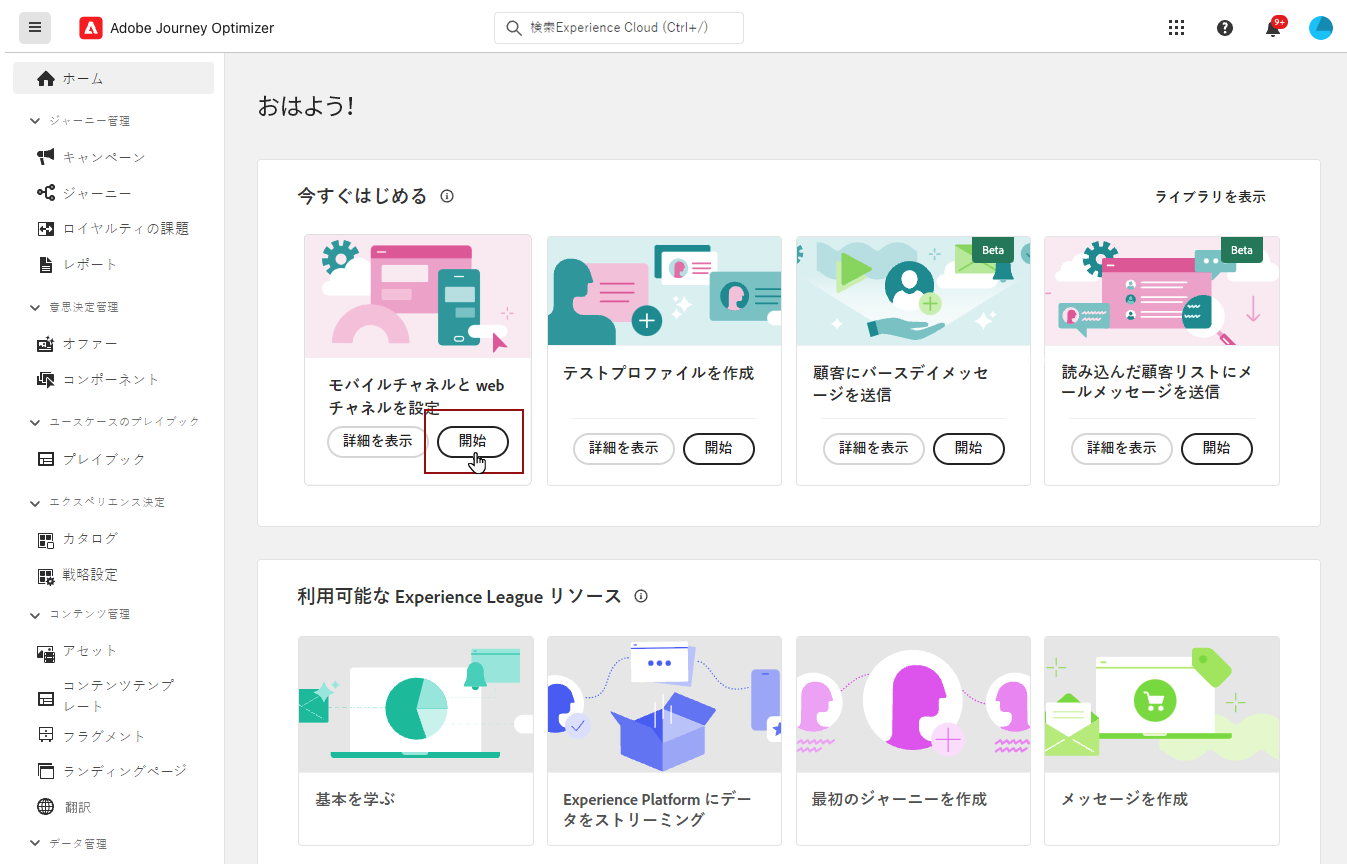 Adobe Journey Optimizer
検索Experience Cloud (Ctrl+/)
9+
ホーム
ジャーニー管理
キャンペーン
ジャーニー
ロイヤルティの課題
レポート
意思決定管理
オファー
コンポーネント
ユースケースのプレイブック
プレイブック
エクスペリエンス決定
カタログ
戦略設定
コンテンツ管理
アセット
コンテンツテンプ
レート
フラグメント
ランディングページ
翻訳
データ管理
おはよう!
今すぐはじめる
ライブラリを表示
モバイルチャネルと web
チャネルを設定
詳細を表示
開始
テストプロファイルを作成
詳細を表示
開始
Beta
顧客にバースデイメッセ
ージを送信
詳細を表示
開始
Beta
読み込んだ顧客リストにメ
ールメッセージを送信
詳細を表示
開始
利用可能な Experience League リソース
基本を学ぶ
Experience Platform にデー
タをストリーミング
最初のジャーニーを作成
メッセージを作成